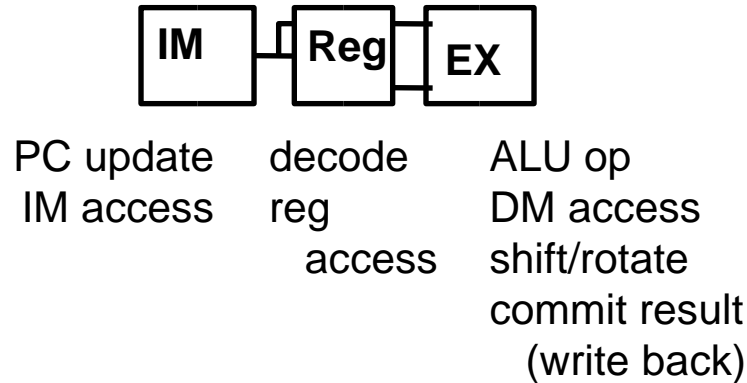 IM Reg EX
PC update decode ALU op
IM access reg DM access
access shift/rotate
commit result
(write back)